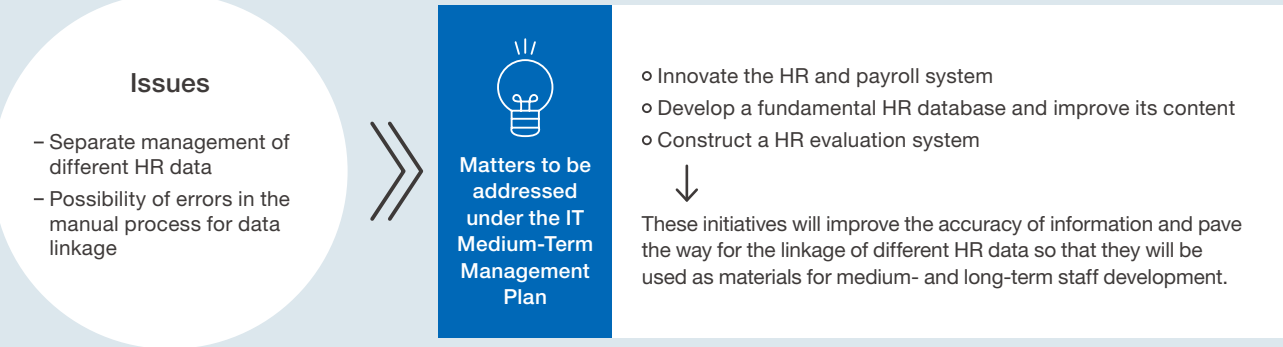 Issues
– Separate management of
different HR data
– Possibility of errors in the
manual process for data
linkage
Matters to be
addressed
under the IT
Medium-Term
Management
Plan
Innovate the HR and payroll system
Develop a fundamental HR database and improve its content
Construct a HR evaluation system
These initiatives will improve the accuracy of information and pave
the way for the linkage of different HR data so that they will be
used as materials for medium- and long-term staff development.